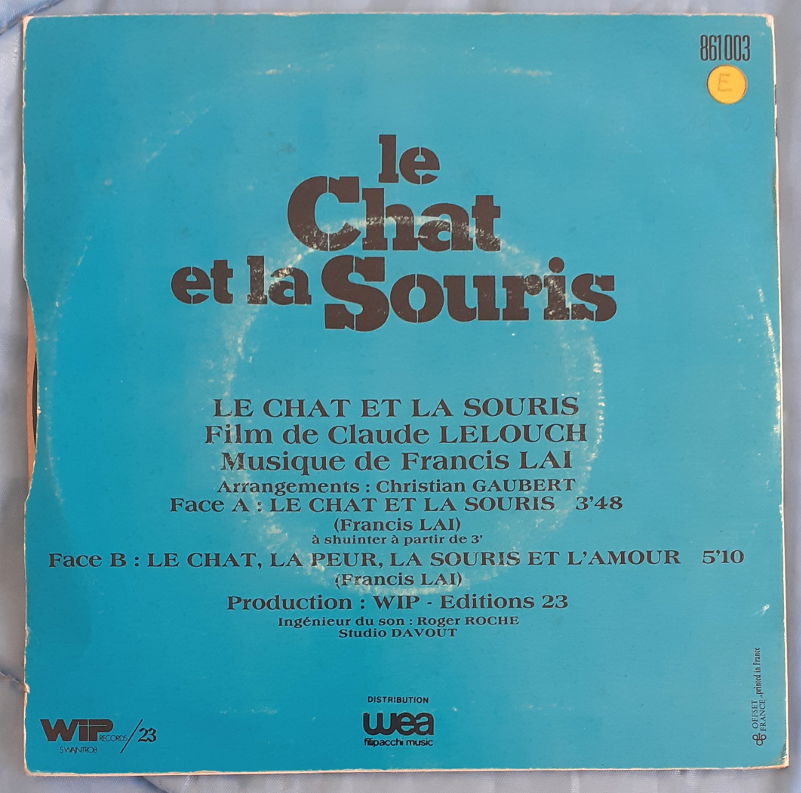 861003
E
le
Chat
et la Souris
LE CHAT ET LA SOURIS
Film de Claude LELOUCH
Musique de Francis LAI
Arrangements : Christian GAUBERT
Face A : LE CHAT ET LA SOURIS 3'48
(Francis LAI)
à shuinter à partir de 3'
Face B : LE CHAT, LA PEUR, LA SOURIS ET L'AMOUR 5'10
(Francis LAI)
Production : WIP - Editions 23
Ingénieur du son : Roger ROCHE
Studio DAVOUT
WIP RECORDS /23
DISTRIBUTION
wea
filipacchi music
OFFSET
FRANCE - printed in France